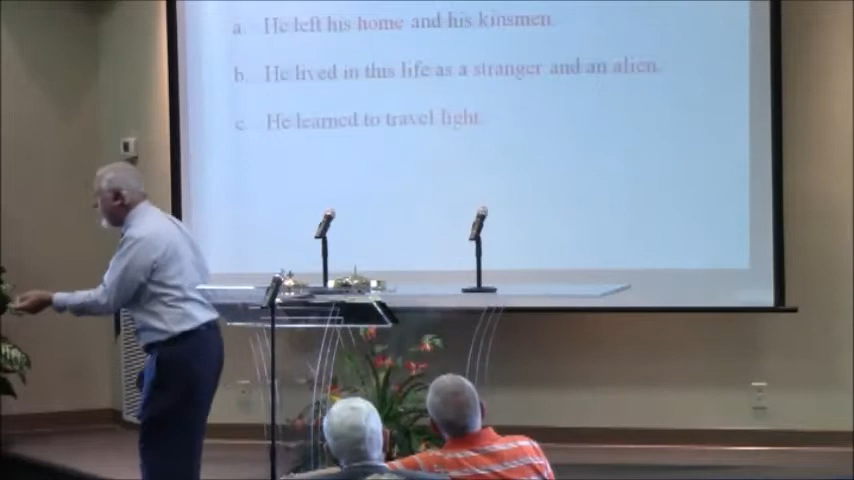 a. He left his home and his kinsmen.
b. He lived in this life as a stranger and an alien.
c. He learned to travel light.